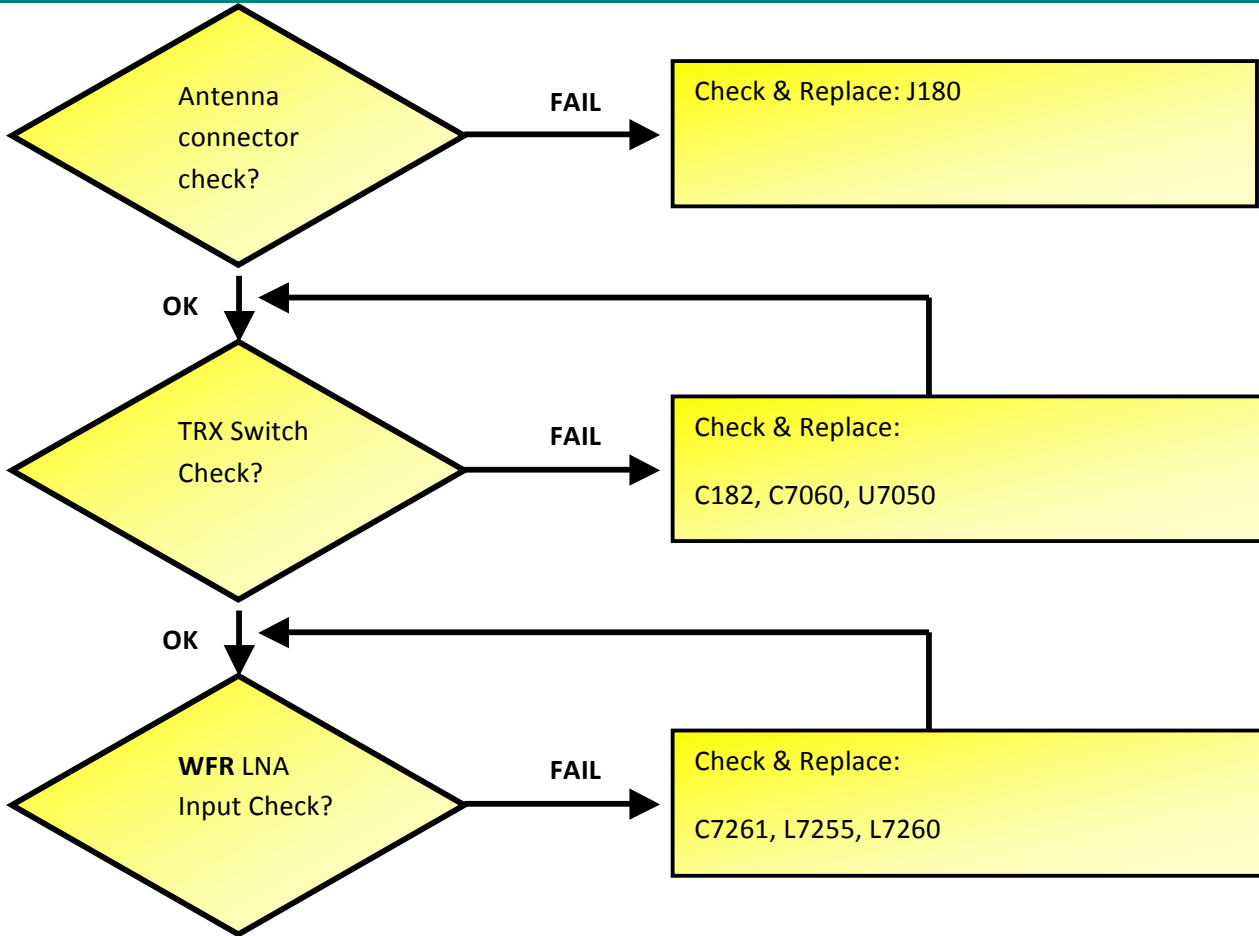 Antenna
connector
check?
FAIL
Check & Replace: J180
OK
TRX Switch
Check?
FAIL
Check & Replace:
C182, C7060, U7050
OK
WFR LNA
Input Check?
FAIL
Check & Replace:
C7261, L7255, L7260